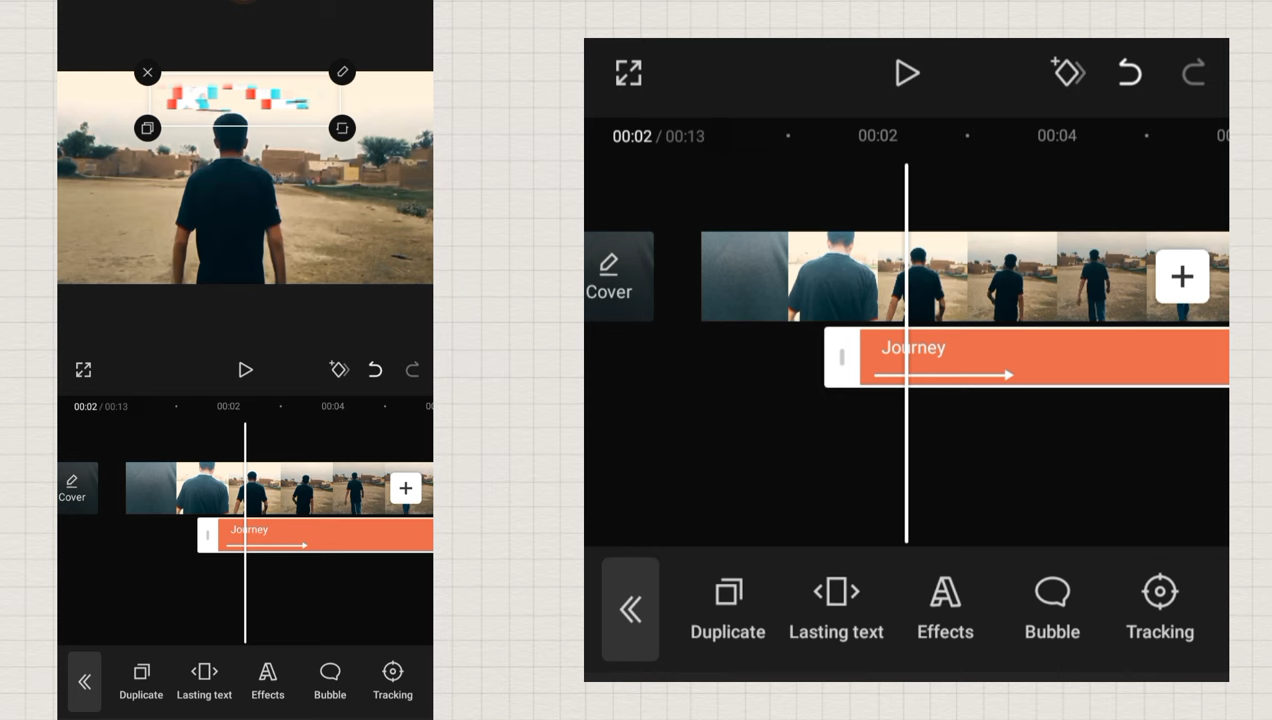 00:02 / 00:13
00:02
00:04
Cover
Journey
Duplicate
Lasting text
Effects
Bubble
Tracking
00:02 / 00:13
00:02
00:04
Cover
Journey
Duplicate
Lasting text
Effects
Bubble
Tracking